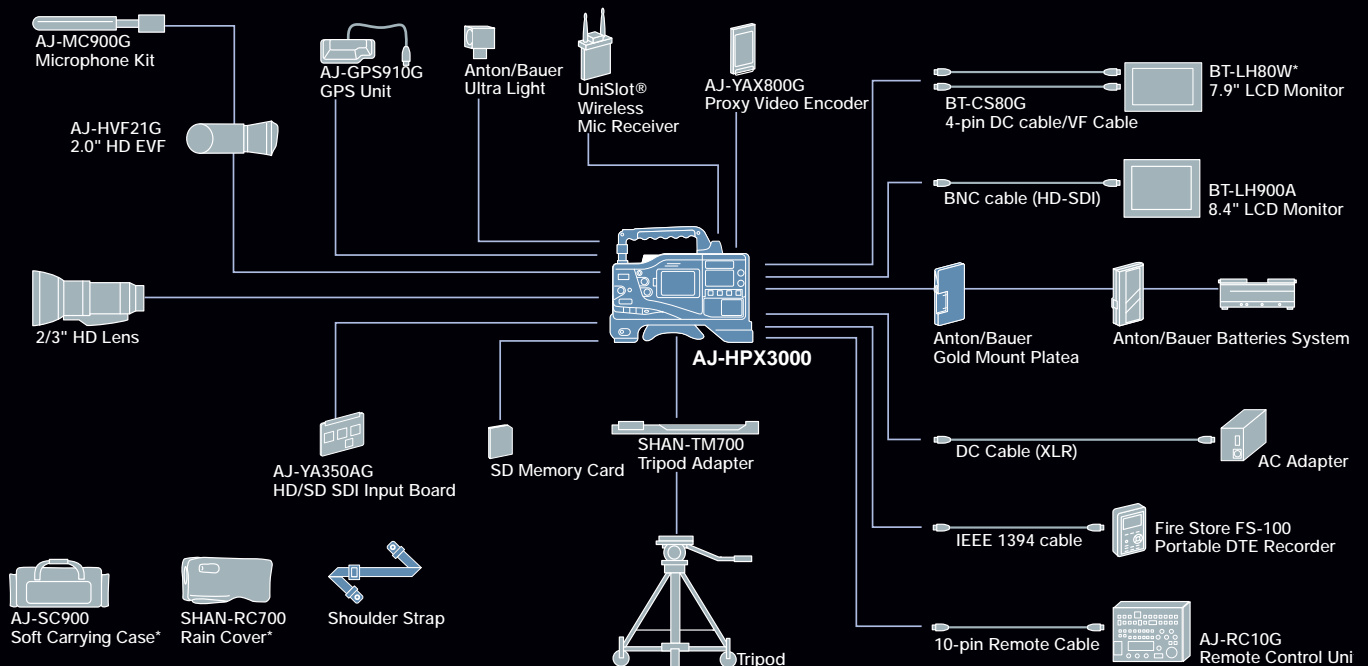 AJ-MC900G
Microphone Kit
AJ-HVF21G
2.0" HD EVF
2/3" HD Lens
AJ-GPS910G
GPS Unit
Anton/Bauer
Ultra Light
UniSlot®
Wireless
Mic Receiver
AJ-YAX800G
Proxy Video Encoder
BT-CS80G
4-pin DC cable/VF Cable
BT-LH80W*
7.9" LCD Monitor
BNC cable (HD-SDI)
BT-LH900A
8.4" LCD Monitor
AJ-HPX3000
Anton/Bauer
Gold Mount Platea
Anton/Bauer Batteries System
AJ-YA350AG
HD/SD SDI Input Board
SD Memory Card
SHAN-TM700
Tripod Adapter
DC Cable (XLR)
AC Adapter
IEEE 1394 cable
Fire Store FS-100
Portable DTE Recorder
AJ-SC900
Soft Carrying Case*
SHAN-RC700
Rain Cover*
Shoulder Strap
Tripod
10-pin Remote Cable
AJ-RC10G
Remote Control Uni